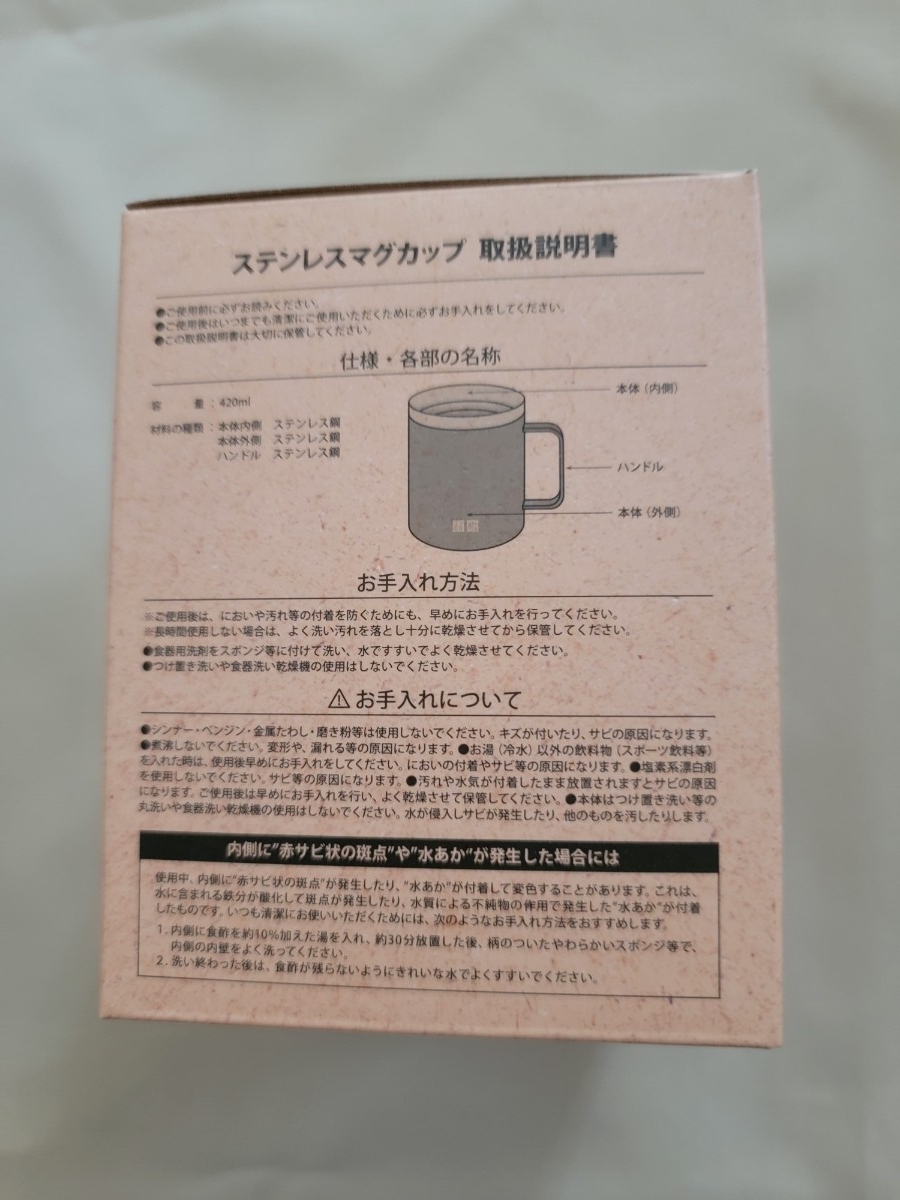 ステンレスマグカップ 取扱説明書
●ご使用前に必ずお読みください。
●ご使用後はいつまでも清潔にご使用いただくために必ずお手入れをしてください。
●この取扱説明書は大切に保管してください。
仕様・各部の名称
容 量：420ml
材料の種類：本体内側 ステンレス鋼
本体外側 ステンレス鋼
ハンドル ステンレス鋼
本体（内側）
ハンドル
本体（外側）
お手入れ方法
※ご使用後は、においや汚れ等の付着を防ぐためにも、早めにお手入れを行ってください。
※長時間使用しない場合は、よく洗い汚れを落とし十分に乾燥させてから保管してください。
●食器用洗剤をスポンジ等に付けて洗い、水ですすいでよく乾燥させてください。
●つけ置き洗いや食器洗い乾燥機の使用はしないでください。
⚠お手入れについて
●シンナー・ベンジン・金属たわし・磨き粉等は使用しないでください。キズが付いたり、サビの原因になります。
●煮沸しないでください。変形や、漏れる等の原因になります。●お湯（冷水）以外の飲料物（スポーツ飲料等）
を入れた時は、使用後早めにお手入れをしてください。においの付着やサビ等の原因になります。●塩素系漂白剤
を使用しないでください。サビ等の原因になります。●汚れや水気が付着したまま放置されますとサビの原因
になります。ご使用後は早めにお手入れを行い、よく乾燥させて保管してください。●本体はつけ置き洗い等の
丸洗いや食器洗い乾燥機の使用はしないでください。水が侵入しサビが発生したり、他のものを汚したりします。
内側に"赤サビ状の斑点"や"水あか"が発生した場合には
使用中、内側に"赤サビ状の斑点"が発生したり、"水あか"が付着して変色することがあります。これは、
水に含まれる鉄分が酸化して斑点が発生したり、水質による不純物の作用で発生した"水あか"が付着
したものです。いつも清潔にお使いいただくためには、次のようなお手入れ方法をおすすめします。
1. 内側に食酢を約10%加えた湯を入れ、約30分放置した後、柄のついたやわらかいスポンジ等で、
内側の内壁をよく洗ってください。
2. 洗い終わった後は、食酢が残らないようにきれいな水でよくすすいでください。